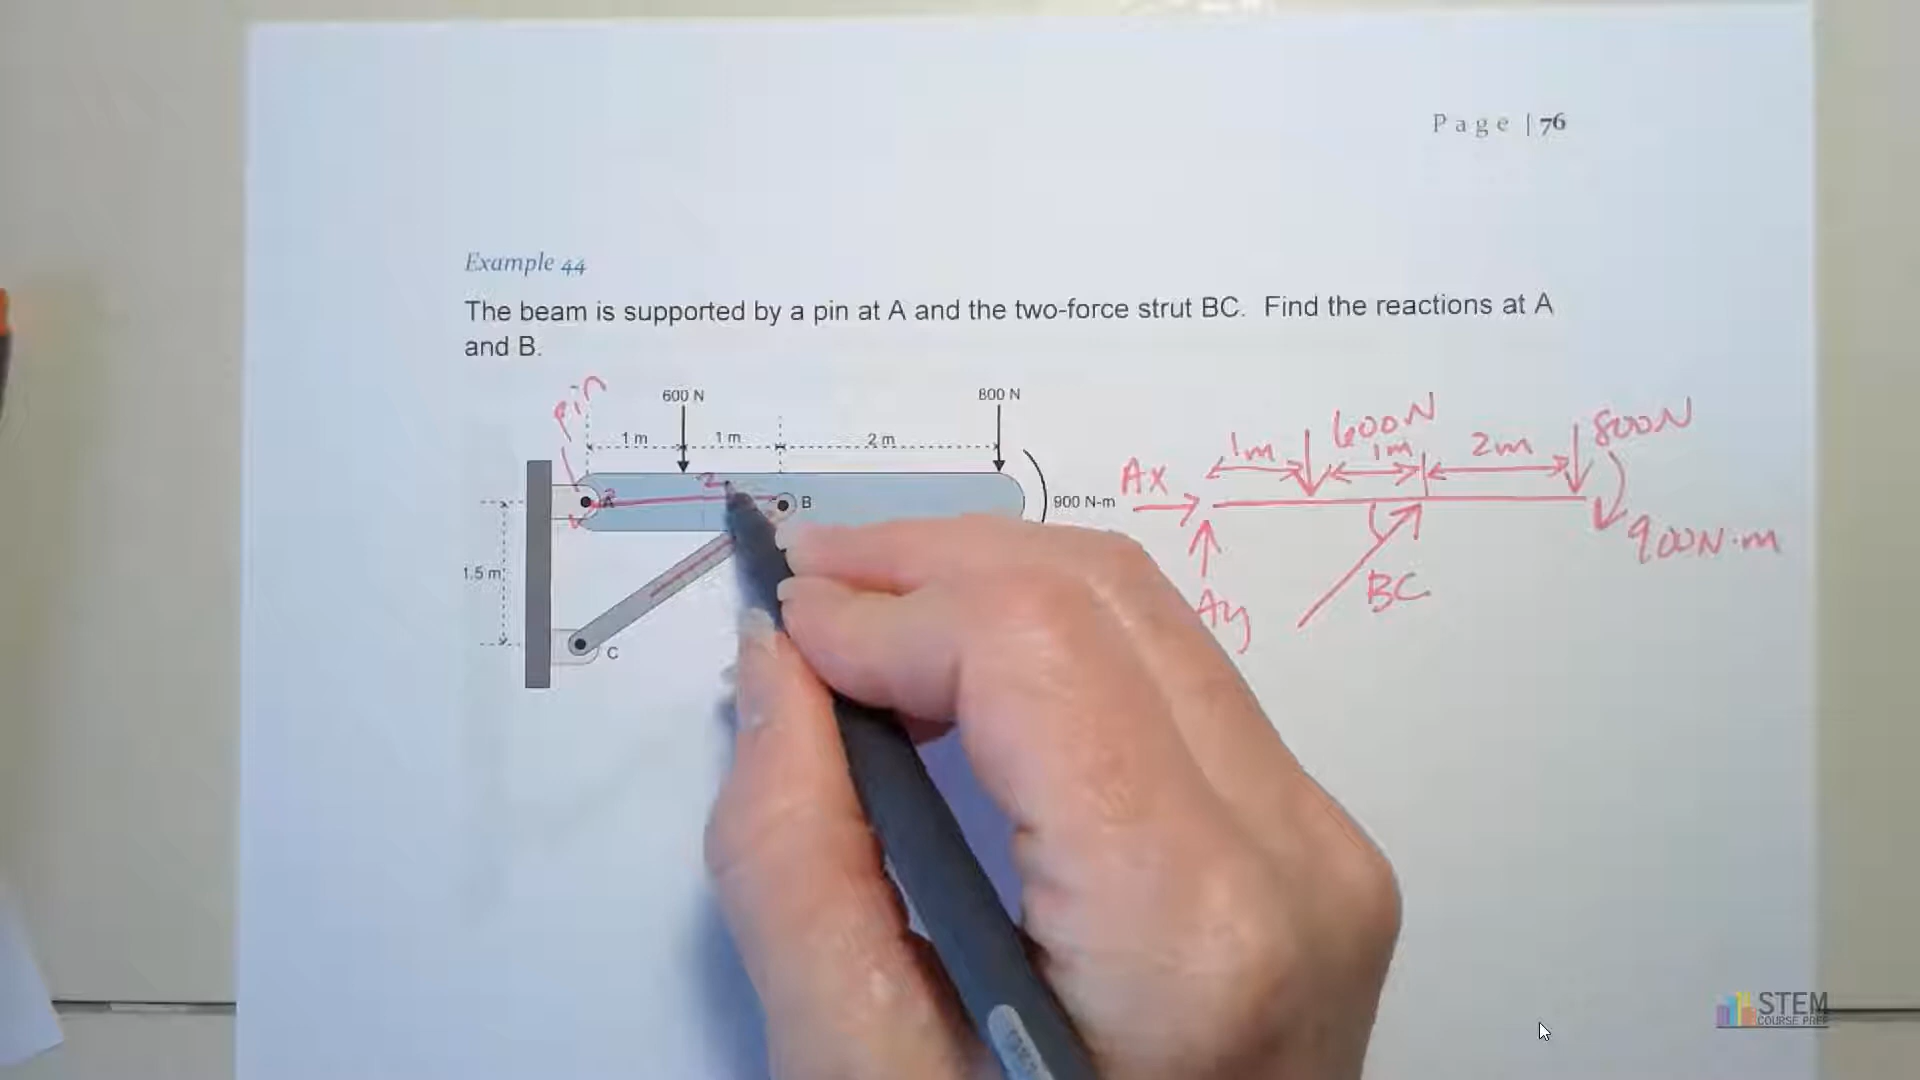 Page | 76
Example 44
The beam is supported by a pin at A and the two-force strut BC. Find the reactions at A
and B.
pin
600 N
800 N
1 m
1 m
2 m
2
A
B
900 N-m
1.5 m
C
600N
800N
1m
1m
2m
Ax
900N·m
BC
Ay
STEM
COURSE PREP